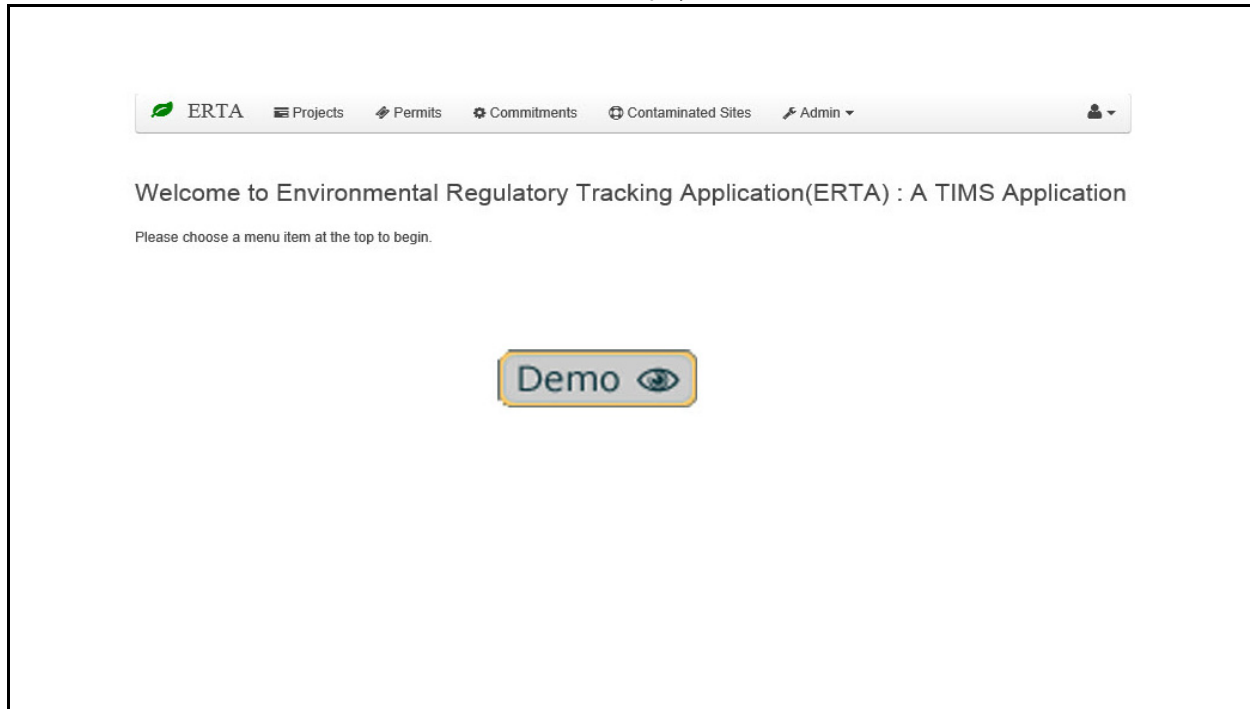 ERTA Projects Permits Commitments Contaminated Sites Admin
Welcome to Environmental Regulatory Tracking Application(ERTA) : A TIMS Application
Please choose a menu item at the top to begin.
Demo